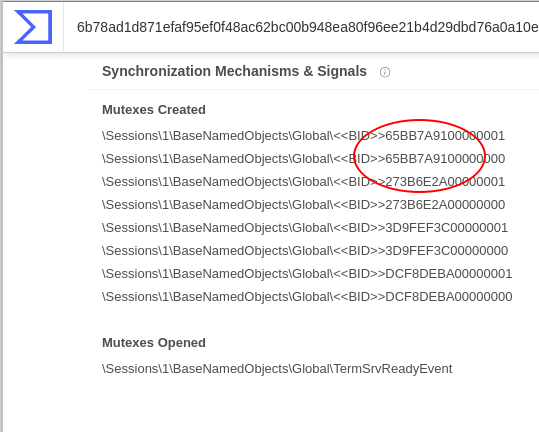 6b78ad1d871efaf95ef0f48ac62bc00b948ea80f96ee21b4d29dbd76a0a10e
Synchronization Mechanisms & Signals
Mutexes Created
\Sessions\1\BaseNamedObjects\Global\<<BID>>65BB7A9100000001
\Sessions\1\BaseNamedObjects\Global\<<BID>>65BB7A9100000000
\Sessions\1\BaseNamedObjects\Global\<<BID>>273B6E2A00000001
\Sessions\1\BaseNamedObjects\Global\<<BID>>273B6E2A00000000
\Sessions\1\BaseNamedObjects\Global\<<BID>>3D9FEF3C00000001
\Sessions\1\BaseNamedObjects\Global\<<BID>>3D9FEF3C00000000
\Sessions\1\BaseNamedObjects\Global\<<BID>>DCF8DEBA00000001
\Sessions\1\BaseNamedObjects\Global\<<BID>>DCF8DEBA00000000
Mutexes Opened
\Sessions\1\BaseNamedObjects\Global\TermSrvReadyEvent